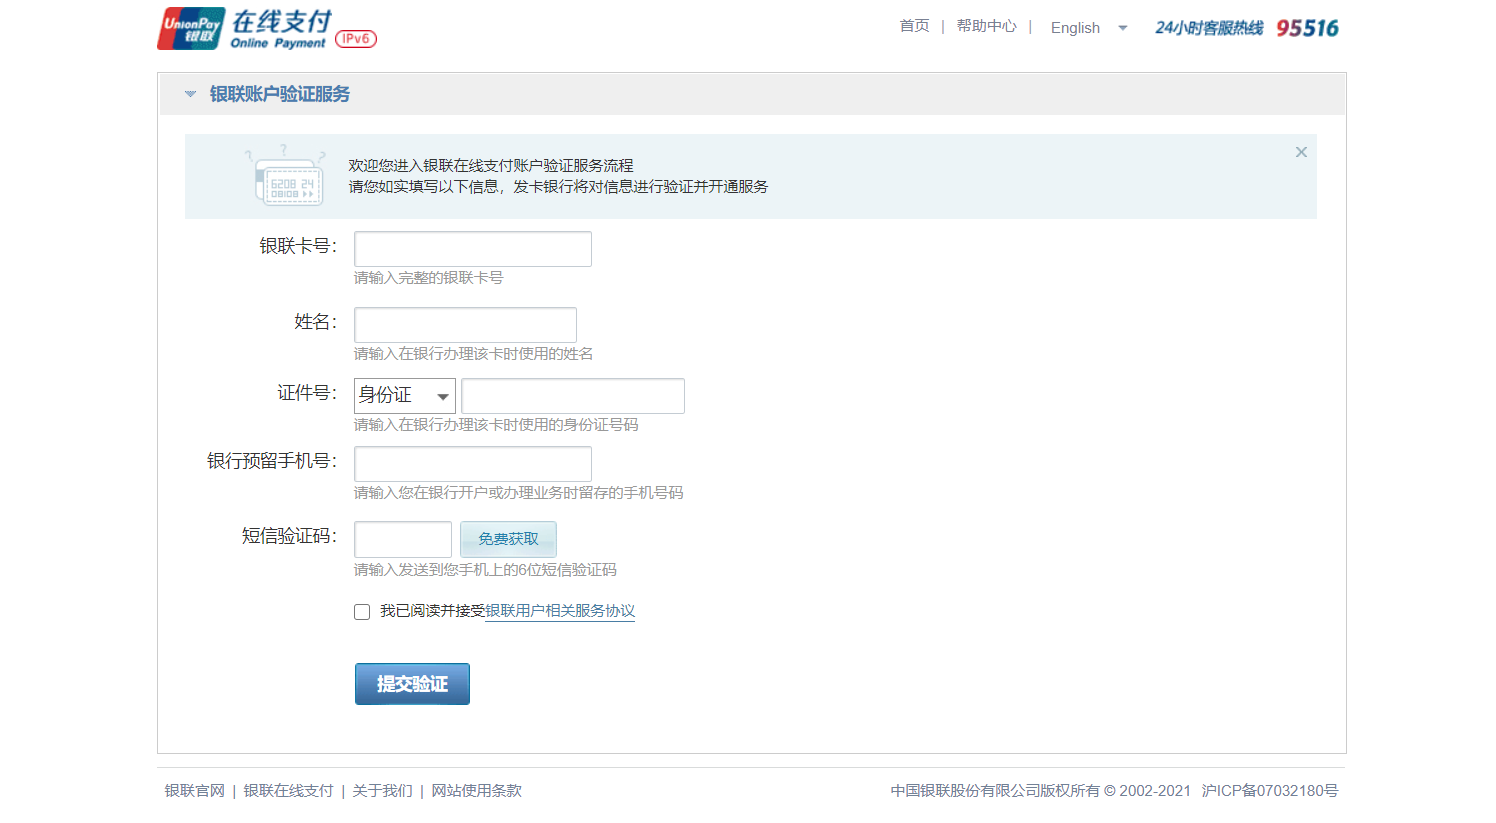 UnionPay 银联 在线支付 Online Payment IPv6
首页 | 帮助中心 | English 24小时客服热线 95516
银联账户验证服务
欢迎您进入银联在线支付账户验证服务流程
请您如实填写以下信息，发卡银行将对信息进行验证并开通服务
6208 24
0808
银联卡号：
请输入完整的银联卡号
姓名：
请输入在银行办理该卡时使用的姓名
证件号： 身份证
请输入在银行办理该卡时使用的身份证号码
银行预留手机号：
请输入您在银行开户或办理业务时留存的手机号码
短信验证码： 免费获取
请输入发送到您手机上的6位短信验证码
我已阅读并接受银联用户相关服务协议
提交验证
银联官网 | 银联在线支付 | 关于我们 | 网站使用条款 中国银联股份有限公司版权所有 © 2002-2021 沪ICP备07032180号